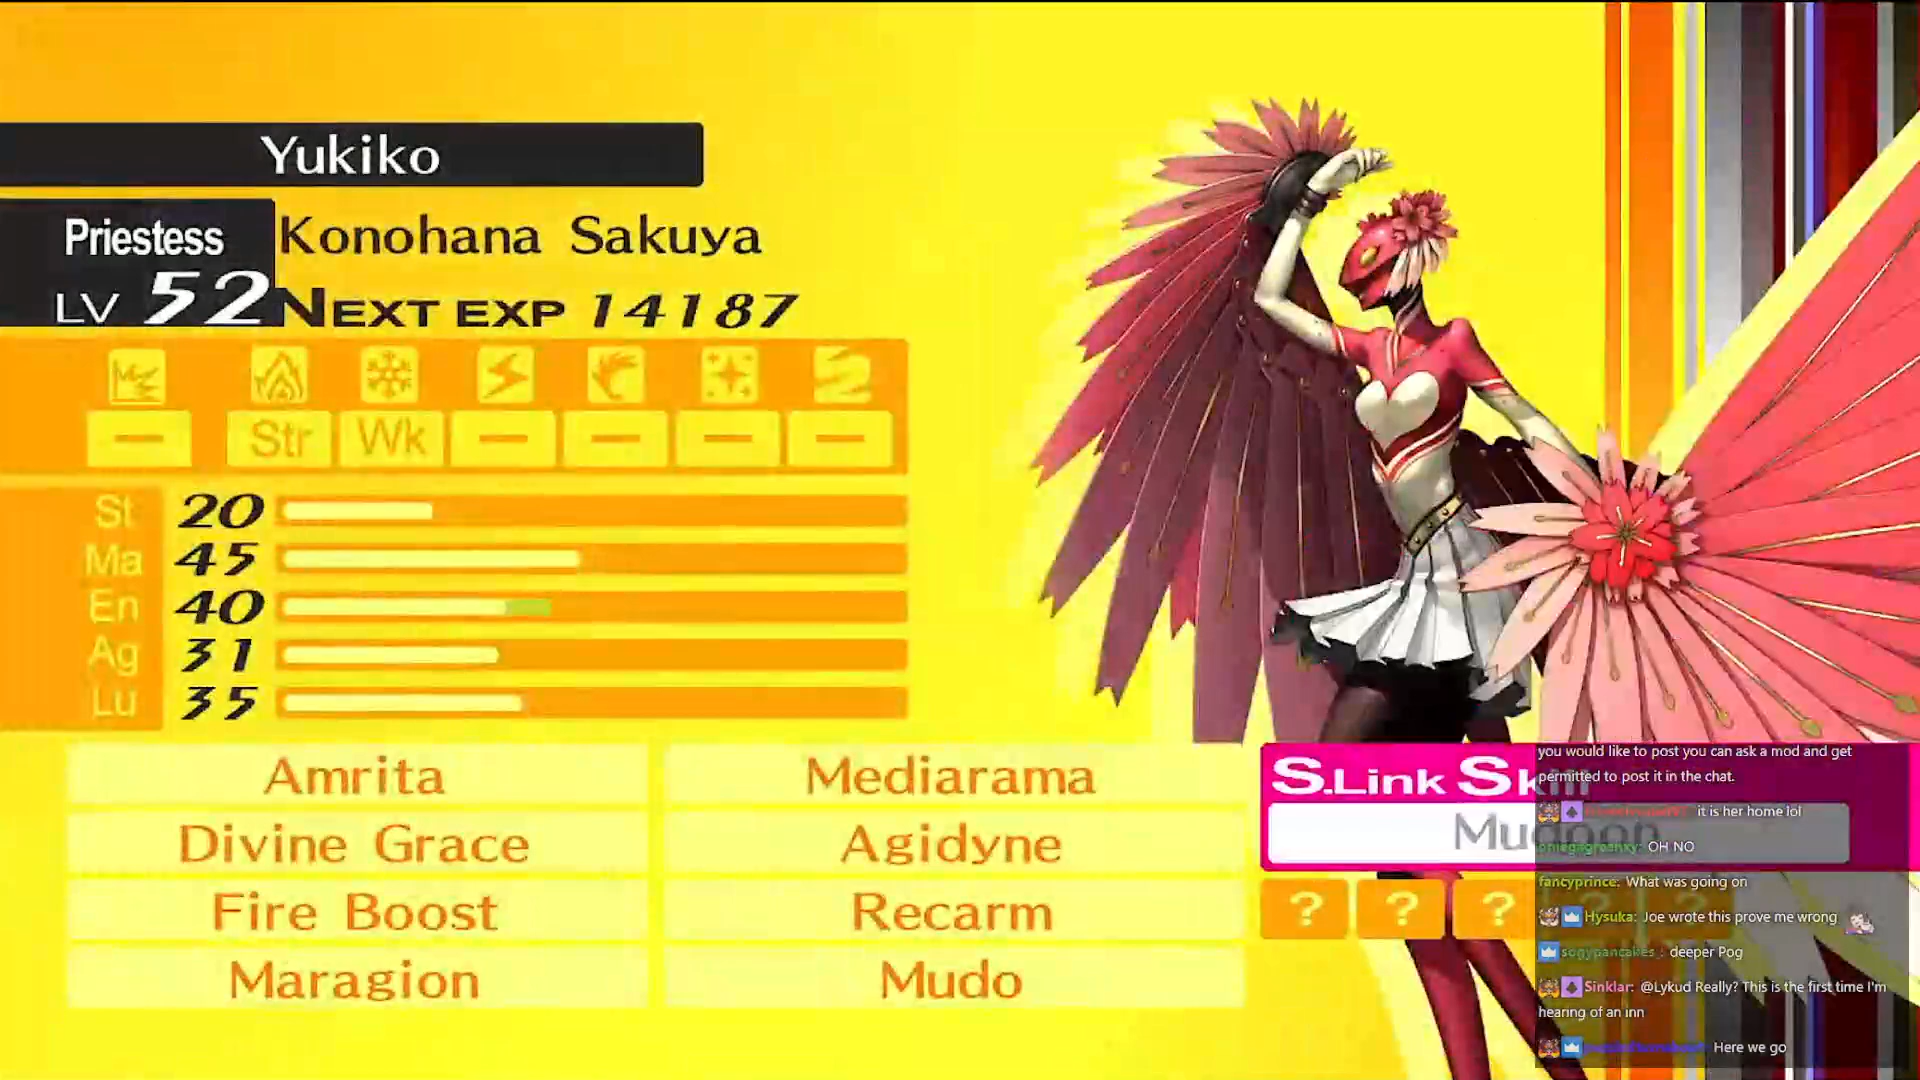 Yukiko
Priestess
Konohana Sakuya
LV 52
NEXT EXP 14187
Str Wk
St 20
Ma 45
En 40
Ag 31
Lu 35
Amrita
Mediarama
Divine Grace
Agidyne
Fire Boost
Recarm
Maragion
Mudo
S.LINK SKILL
Mudoon
? ? ?
you would like to post you can ask a mod and get
permitted to post it in the chat.
it is her home lol
OH NO
fancyprince: What was going on
Hysuka: Joe wrote this prove me wrong
sogypancakes_: deeper Pog
Sinklar: @Lykud Really? This is the first time I'm
hearing of an inn
Here we go